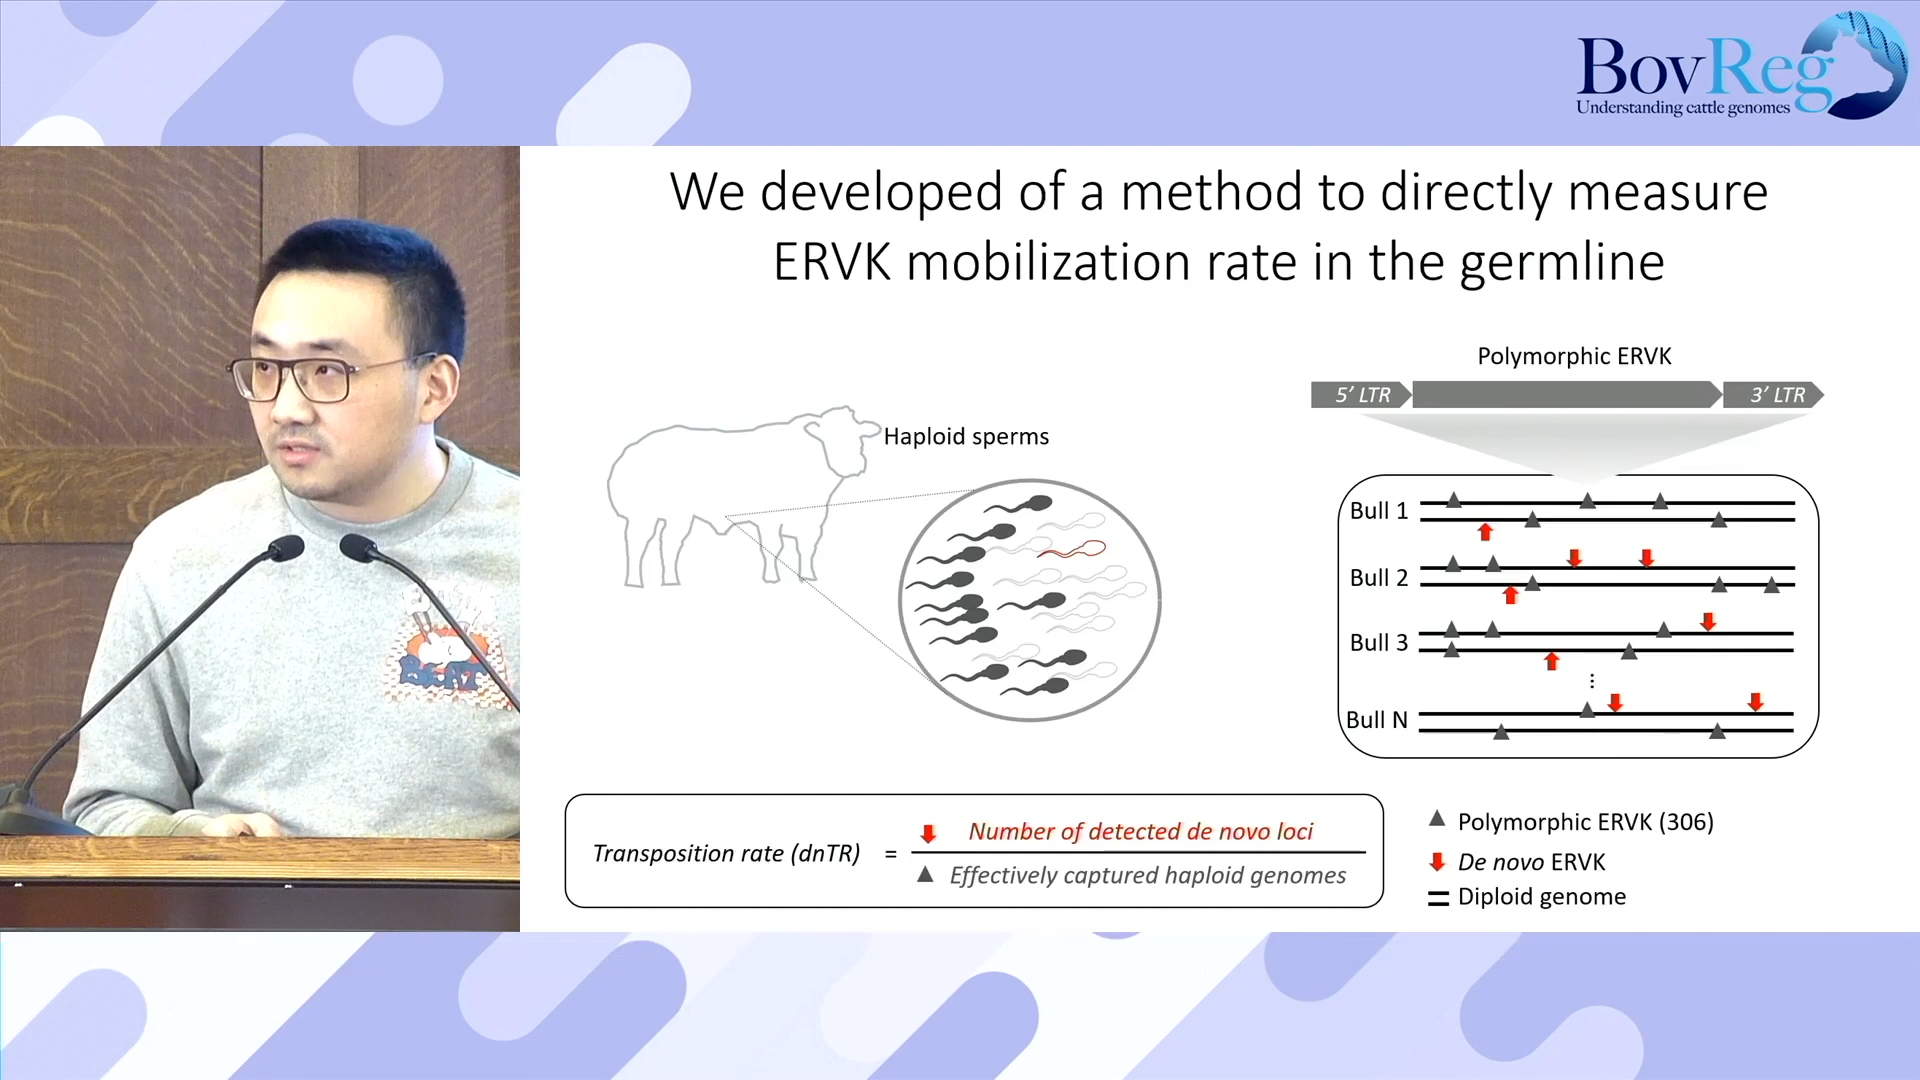 BovReg
Understanding cattle genomes
We developed of a method to directly measure
ERVK mobilization rate in the germline
Polymorphic ERVK
5’ LTR
3’ LTR
Haploid sperms
Bull 1
Bull 2
Bull 3
⋮
Bull N
Transposition rate (dnTR) =
Number of detected de novo loci
Effectively captured haploid genomes
Polymorphic ERVK (306)
De novo ERVK
Diploid genome